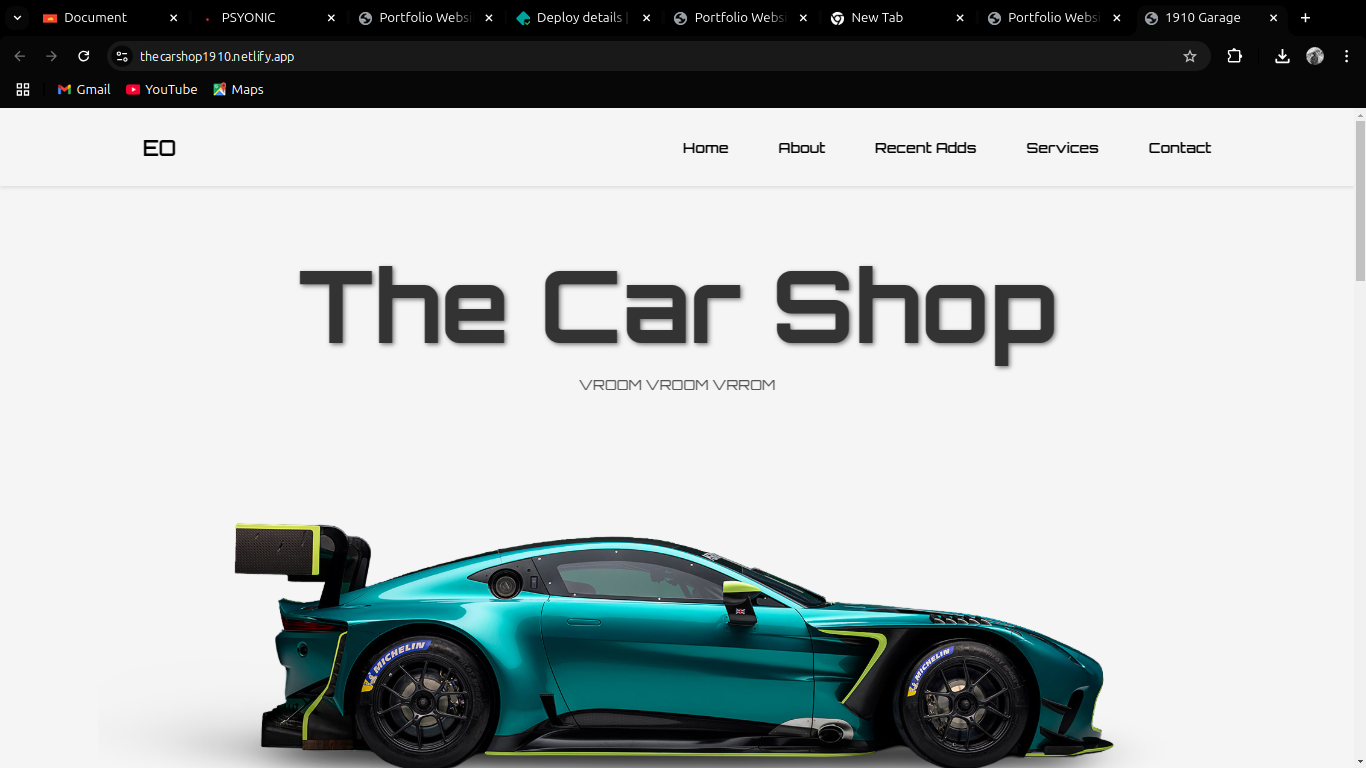 Document
PSYONIC
Portfolio Websi
Deploy details |
Portfolio Websi
New Tab
Portfolio Websi
1910 Garage
thecarshop1910.netlify.app
Gmail
YouTube
Maps
EO
Home
About
Recent Adds
Services
Contact
The Car Shop
VROOM VROOM VRROM
MICHELIN
MICHELIN